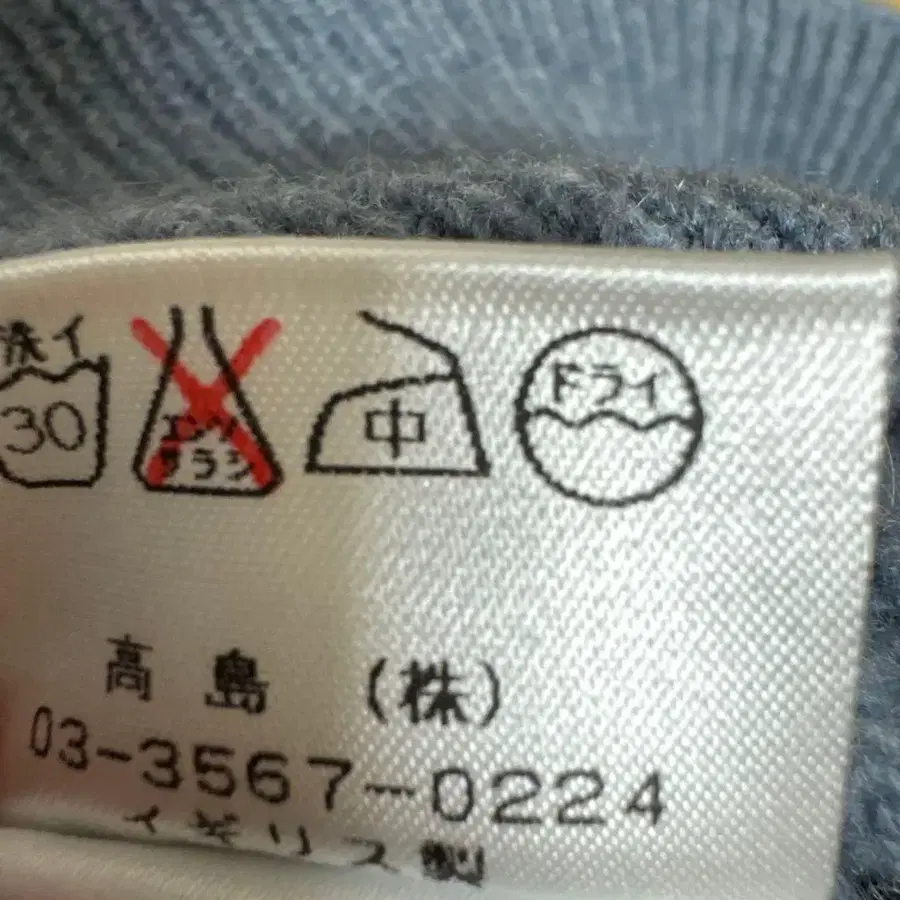 洗イ
30
エンソ
サラシ
中
ドライ
高島 (株)
03-3567-0224
イギリス製